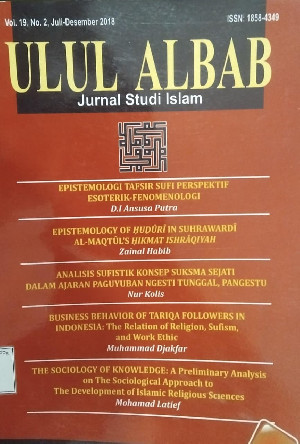 Vol. 19, No. 2, Juli-Desember 2018
ISSN: 1858-4349
ULUL ALBAB
Jurnal Studi Islam
EPISTEMOLOGI TAFSIR SUFI PERSPEKTIF
ESOTERIK-FENOMENOLOGI
D.I Ansusa Putra
EPISTEMOLOGY OF ḤUḌŪRĪ IN SUHRAWARDĪ
AL-MAQTŪL'S ḤIKMAT ISHRĀQIYAH
Zainal Habib
ANALISIS SUFISTIK KONSEP SUKSMA SEJATI
DALAM AJARAN PAGUYUBAN NGESTI TUNGGAL, PANGESTU
Nur Kolis
BUSINESS BEHAVIOR OF TARIQA FOLLOWERS IN
INDONESIA: The Relation of Religion, Sufism,
and Work Ethic
Muhammad Djakfar
THE SOCIOLOGY OF KNOWLEDGE: A Preliminary Analysis
on The Sociological Approach to
The Development of Islamic Religious Sciences
Mohamad Latief